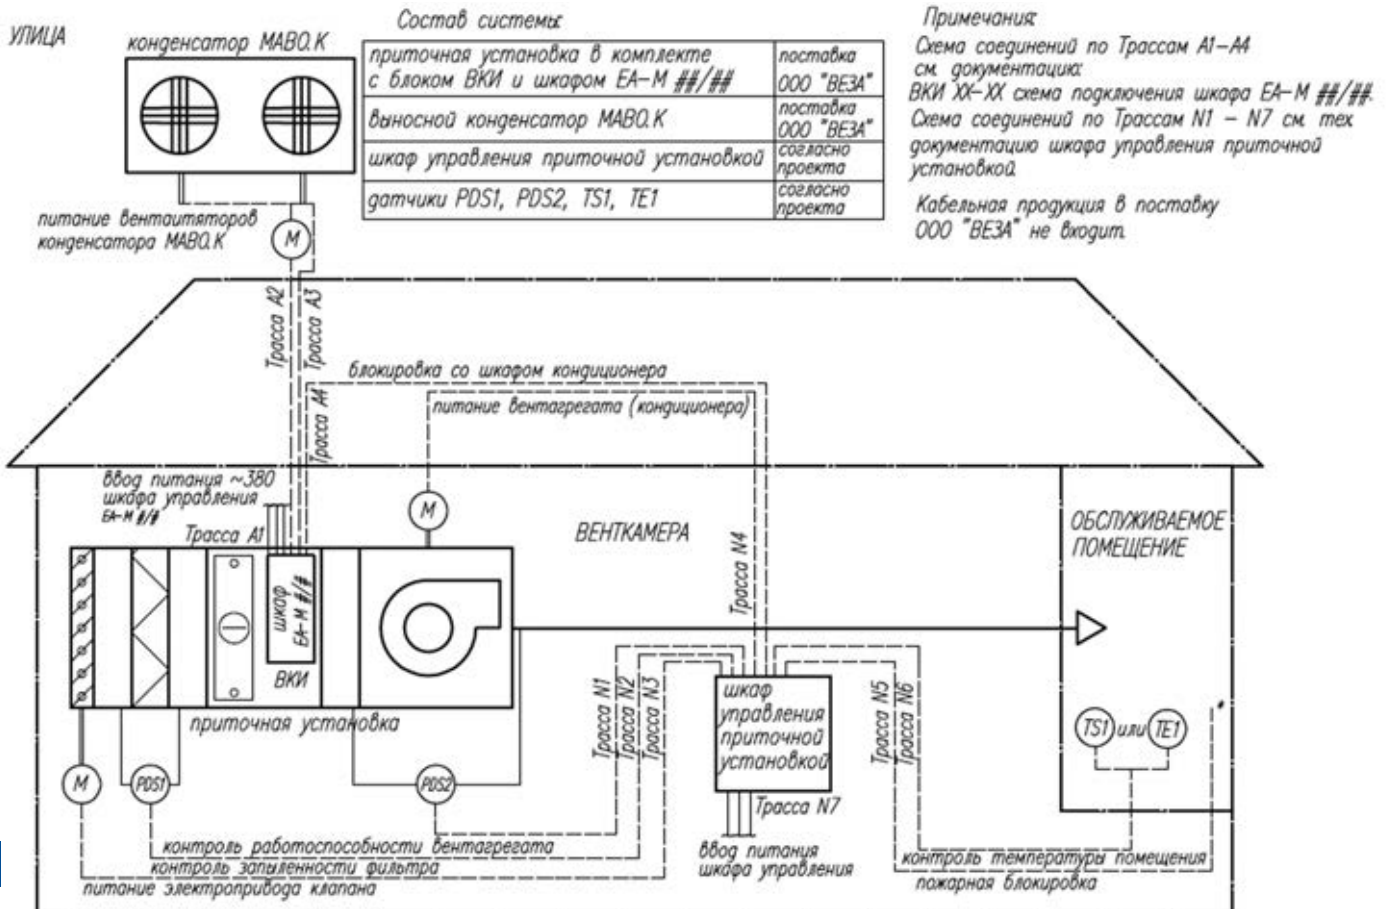 УЛИЦА
конденсатор МАВО.К
Состав системы:
приточная установка в комплекте
с блоком ВКИ и шкафом ЕА-М ##/##
поставка
ООО "ВЕЗА"
выносной конденсатор МАВО.К
поставка
ООО "ВЕЗА"
шкаф управления приточной установкой
согласно
проекта
датчики PDS1, PDS2, TS1, TE1
согласно
проекта
Примечания:
Схема соединений по Трассам А1-А4
см. документацию:
ВКИ ХХ-ХХ схема подключения шкафа ЕА-М ##/##.
Схема соединений по Трассам N1 - N7 см. тех.
документацию шкафа управления приточной
установкой.
Кабельная продукция в поставку
ООО "ВЕЗА" не входит.
питание вентаитяторов
конденсатора МАВО.К
М
Трасса А2
Трасса А3
блокировка со шкафом кондиционера
Трасса А4
питание вентагрегата (кондиционера)
ввод питания ~380
шкафа управления
ЕА-М #/#
Трасса А1
М
ВЕНТКАМЕРА
Трасса N4
ОБСЛУЖИВАЕМОЕ
ПОМЕЩЕНИЕ
шкаф
ЕА-М #/#
ВКИ
приточная установка
Трасса N1
Трасса N2
Трасса N3
шкаф
управления
приточной
установкой
Трасса N5
Трасса N6
TS1 или TE1
М
PDS1
PDS2
Трасса N7
контроль работоспособности вентагрегата
контроль запыленности фильтра
питание электропривода клапана
ввод питания
шкафа управления
контроль температуры помещения
пожарная блокировка